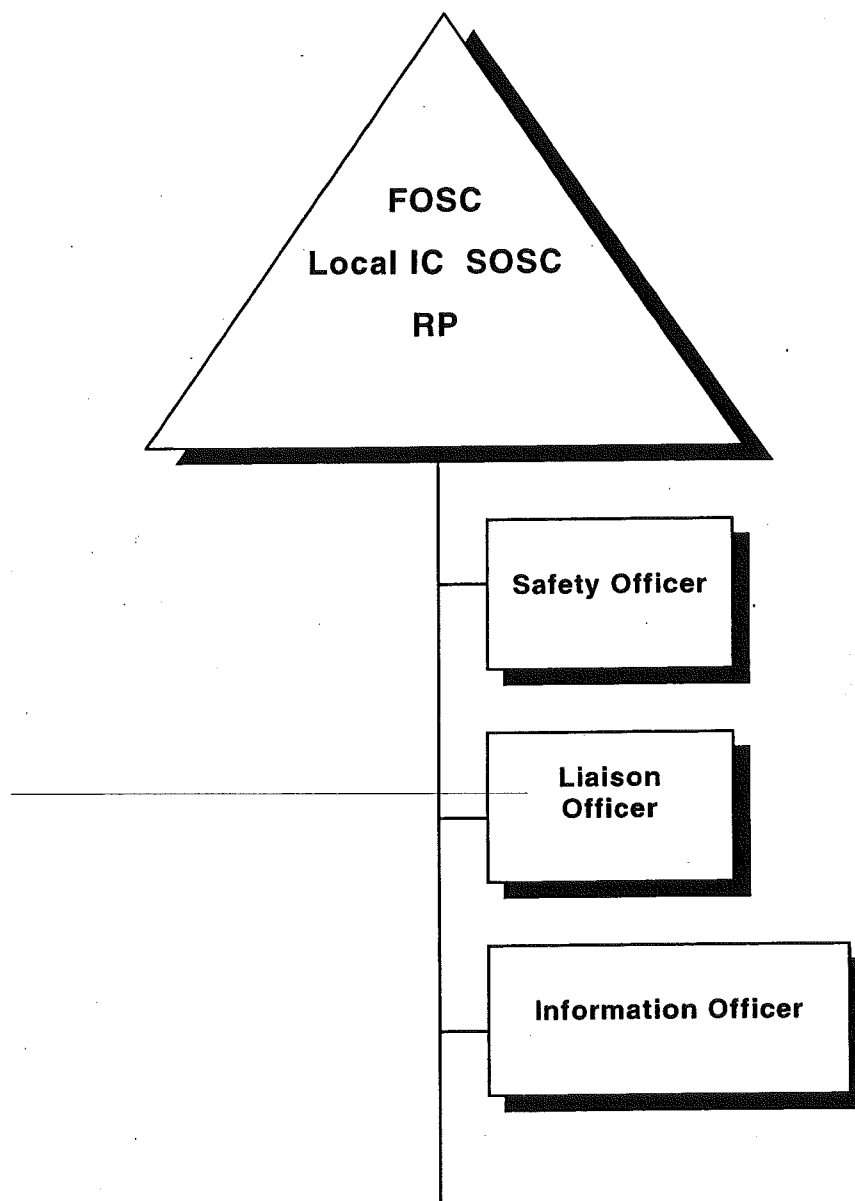 FOSC
Local IC SOSC
RP
Safety Officer
Liaison
Officer
Information Officer